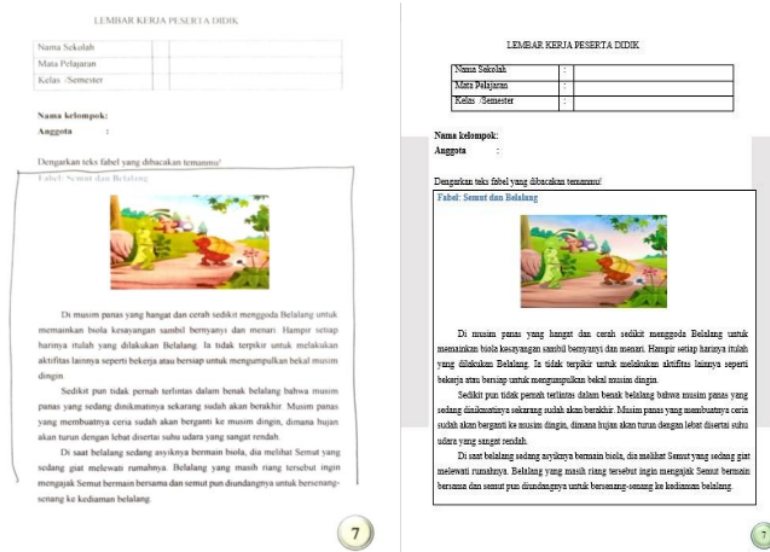 LEMBAR KERJA PESERTA DIDIK
Nama Sekolah
Mata Pelajaran
Kelas /Semester
Nama kelompok:
Anggota :
Dengarkan teks fabel yang dibacakan temanmu!
Fabel: Semut dan Belalang
Di musim panas yang hangat dan cerah sedikit menggoda Belalang untuk
memainkan biola kesayangan sambil bernyanyi dan menari. Hampir setiap
harinya itulah yang dilakukan Belalang. Ia tidak terpikir untuk melakukan
aktifitas lainnya seperti bekerja atau bersiap untuk mengumpulkan bekal musim
dingin.
Sedikit pun tidak pernah terlintas dalam benak belalang bahwa musim
panas yang sedang dinikmatinya sekarang sudah akan berakhir. Musim panas
yang membuatnya ceria sudah akan berganti ke musim dingin, dimana hujan
akan turun dengan lebat disertai suhu udara yang sangat rendah.
Di saat belalang sedang asyiknya bermain biola, dia melihat Semut yang
sedang giat melewati rumahnya. Belalang yang masih riang tersebut ingin
mengajak Semut bermain bersama dan semut pun diundangnya untuk bersenang-
senang ke kediaman belalang.
7
LEMBAR KERJA PESERTA DIDIK
Nama Sekolah :
Mata Pelajaran :
Kelas /Semester :
Nama kelompok:
Anggota :
Dengarkan teks fabel yang dibacakan temanmu!
Fabel: Semut dan Belalang
Di musim panas yang hangat dan cerah sedikit menggoda Belalang untuk
memainkan biola kesayangan sambil bernyanyi dan menari. Hampir setiap harinya itulah
yang dilakukan Belalang. Ia tidak terpikir untuk melakukan aktifitas lainnya seperti
bekerja atau bersiap untuk mengumpulkan bekal musim dingin.
Sedikit pun tidak pernah terlintas dalam benak belalang bahwa musim panas yang
sedang dinikmatinya sekarang sudah akan berakhir. Musim panas yang membuatnya ceria
sudah akan berganti ke musim dingin, dimana hujan akan turun dengan lebat disertai suhu
udara yang sangat rendah.
Di saat belalang sedang asyiknya bermain biola, dia melihat Semut yang sedang giat
melewati rumahnya. Belalang yang masih riang tersebut ingin mengajak Semut bermain
bersama dan semut pun diundangnya untuk bersenang-senang ke kediaman belalang.
7